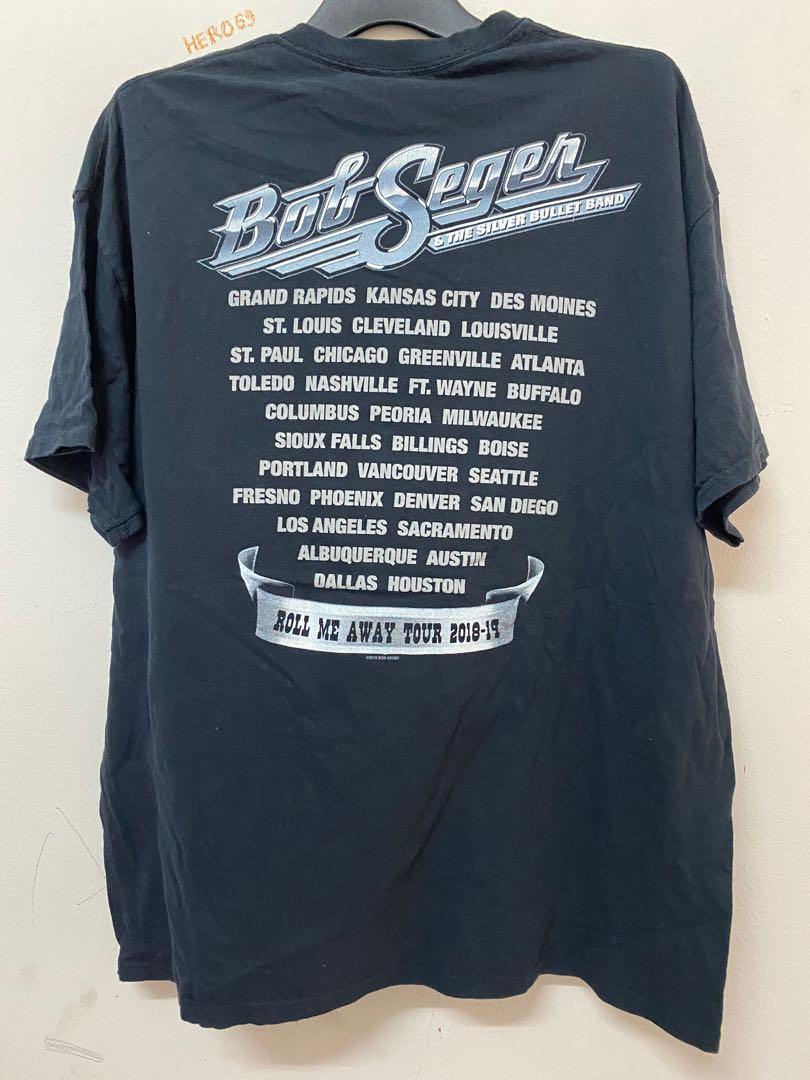 HERO69
Bob Seger
& THE SILVER BULLET BAND
GRAND RAPIDS KANSAS CITY DES MOINES
ST. LOUIS CLEVELAND LOUISVILLE
ST. PAUL CHICAGO GREENVILLE ATLANTA
TOLEDO NASHVILLE FT. WAYNE BUFFALO
COLUMBUS PEORIA MILWAUKEE
SIOUX FALLS BILLINGS BOISE
PORTLAND VANCOUVER SEATTLE
FRESNO PHOENIX DENVER SAN DIEGO
LOS ANGELES SACRAMENTO
ALBUQUERQUE AUSTIN
DALLAS HOUSTON
ROLL ME AWAY TOUR 2018-19